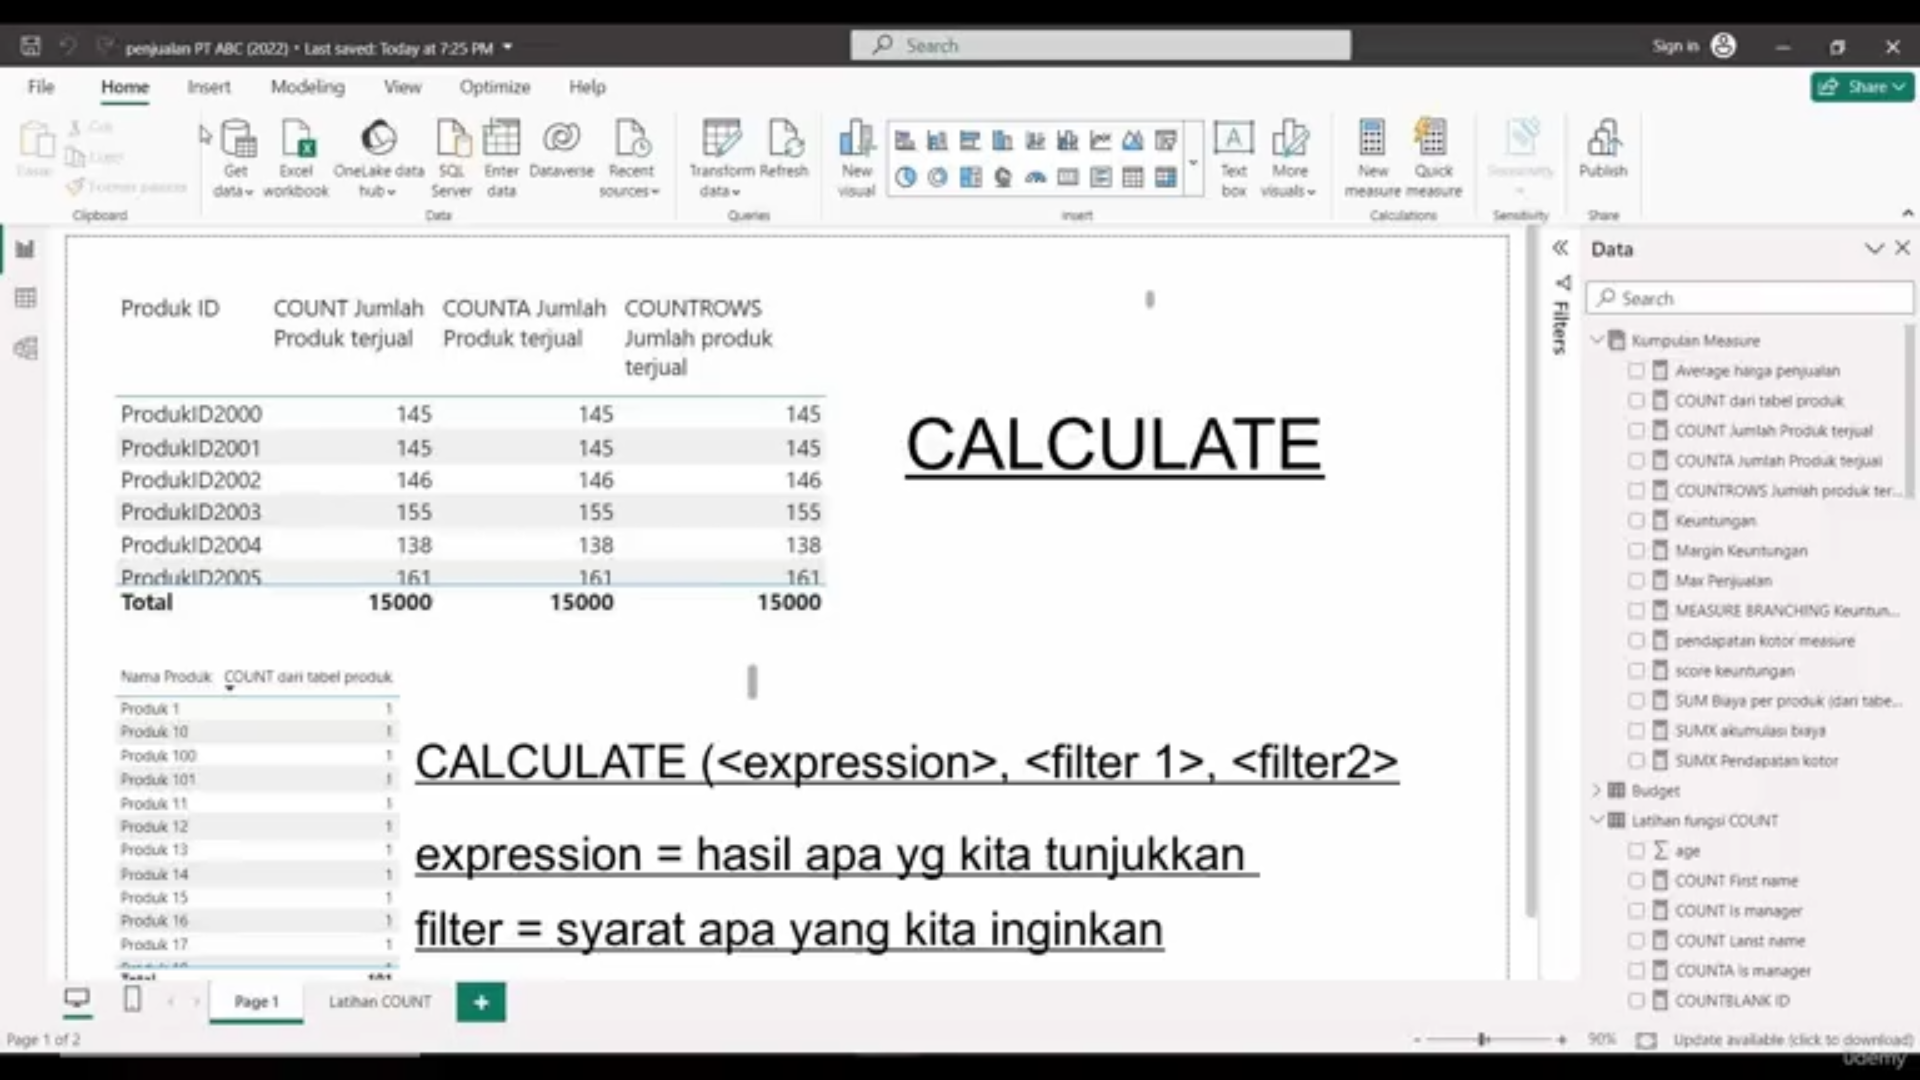 penjualan PT ABC (2022) • Last saved: Today at 7:25 PM
Search
Sign in
File Home Insert Modeling View Optimize Help
Share
Cut
Copy
Format painter
Get data
Excel workbook
OneLake data hub
SQL Server
Enter data
Dataverse
Recent sources
Transform data
Refresh
New visual
Text box
More visuals
New measure
Quick measure
Sensitivity
Publish
Clipboard
Data
Queries
Insert
Calculations
Sensitivity
Share
Produk ID COUNT Jumlah Produk terjual COUNTA Jumlah Produk terjual COUNTROWS Jumlah produk terjual
ProdukID2000 145 145 145
ProdukID2001 145 145 145
ProdukID2002 146 146 146
ProdukID2003 155 155 155
ProdukID2004 138 138 138
ProdukID2005 161 161 161
Total 15000 15000 15000
CALCULATE
Nama Produk COUNT dari tabel produk
Produk 1 1
Produk 10 1
Produk 100 1
Produk 101 1
Produk 11 1
Produk 12 1
Produk 13 1
Produk 14 1
Produk 15 1
Produk 16 1
Produk 17 1
Total 101
CALCULATE (<expression>, <filter 1>, <filter2>
expression = hasil apa yg kita tunjukkan
filter = syarat apa yang kita inginkan
Filters
Data
Search
Kumpulan Measure
Average harga penjualan
COUNT dari tabel produk
COUNT Jumlah Produk terjual
COUNTA Jumlah Produk terjual
COUNTROWS Jumlah produk ter...
Keuntungan
Margin Keuntungan
Max Penjualan
MEASURE BRANCHING Keuntun...
pendapatan kotor measure
score keuntungan
SUM Biaya per produk (dari tabe...
SUMX akumulasi biaya
SUMX Pendapatan kotor
Budget
Latihan fungsi COUNT
age
COUNT First name
COUNT is manager
COUNT Lanst name
COUNTA is manager
COUNTBLANK ID
Page 1
Latihan COUNT
Page 1 of 2
90%
Update available (click to download)
udemy